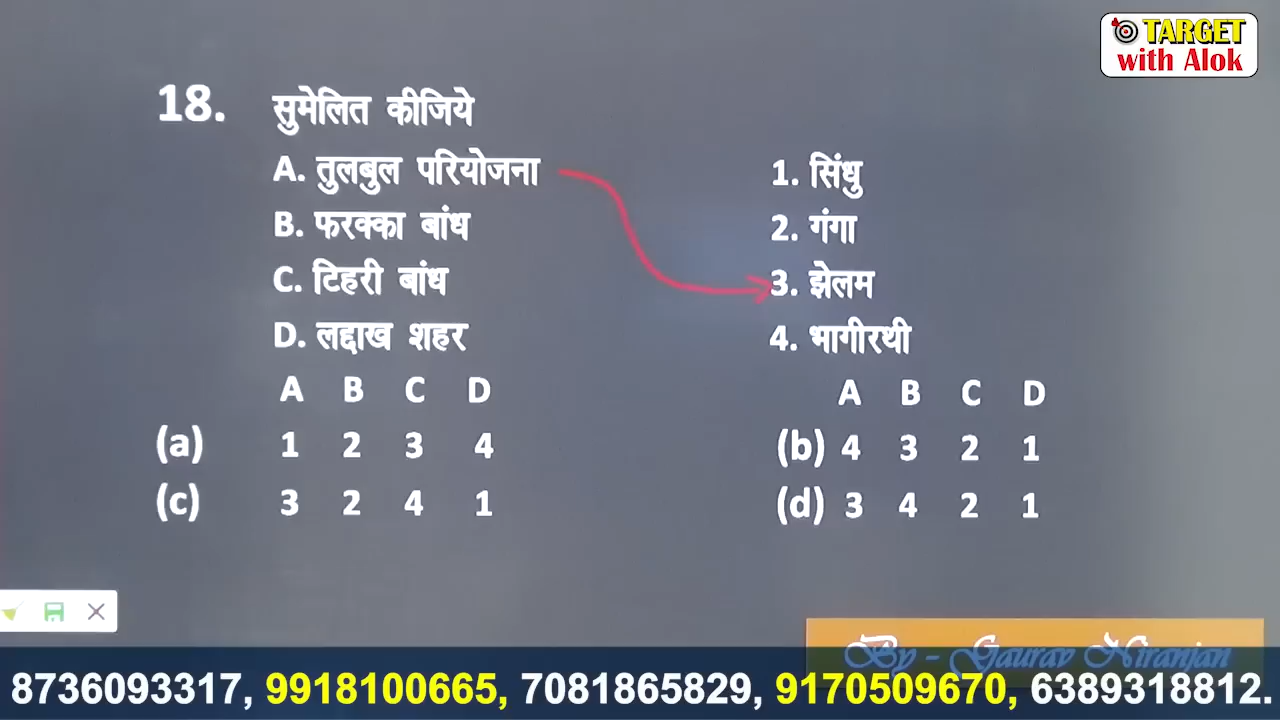 TARGET
with Alok
18. सुमेलित कीजिये
A. तुलबुल परियोजना 1. सिंधु
B. फरक्का बांध 2. गंगा
C. टिहरी बांध 3. झेलम
D. लद्दाख शहर 4. भागीरथी
A B C D A B C D
(a) 1 2 3 4 (b) 4 3 2 1
(c) 3 2 4 1 (d) 3 4 2 1
By - Gaurav Niranjan
8736093317, 9918100665, 7081865829, 9170509670, 6389318812.